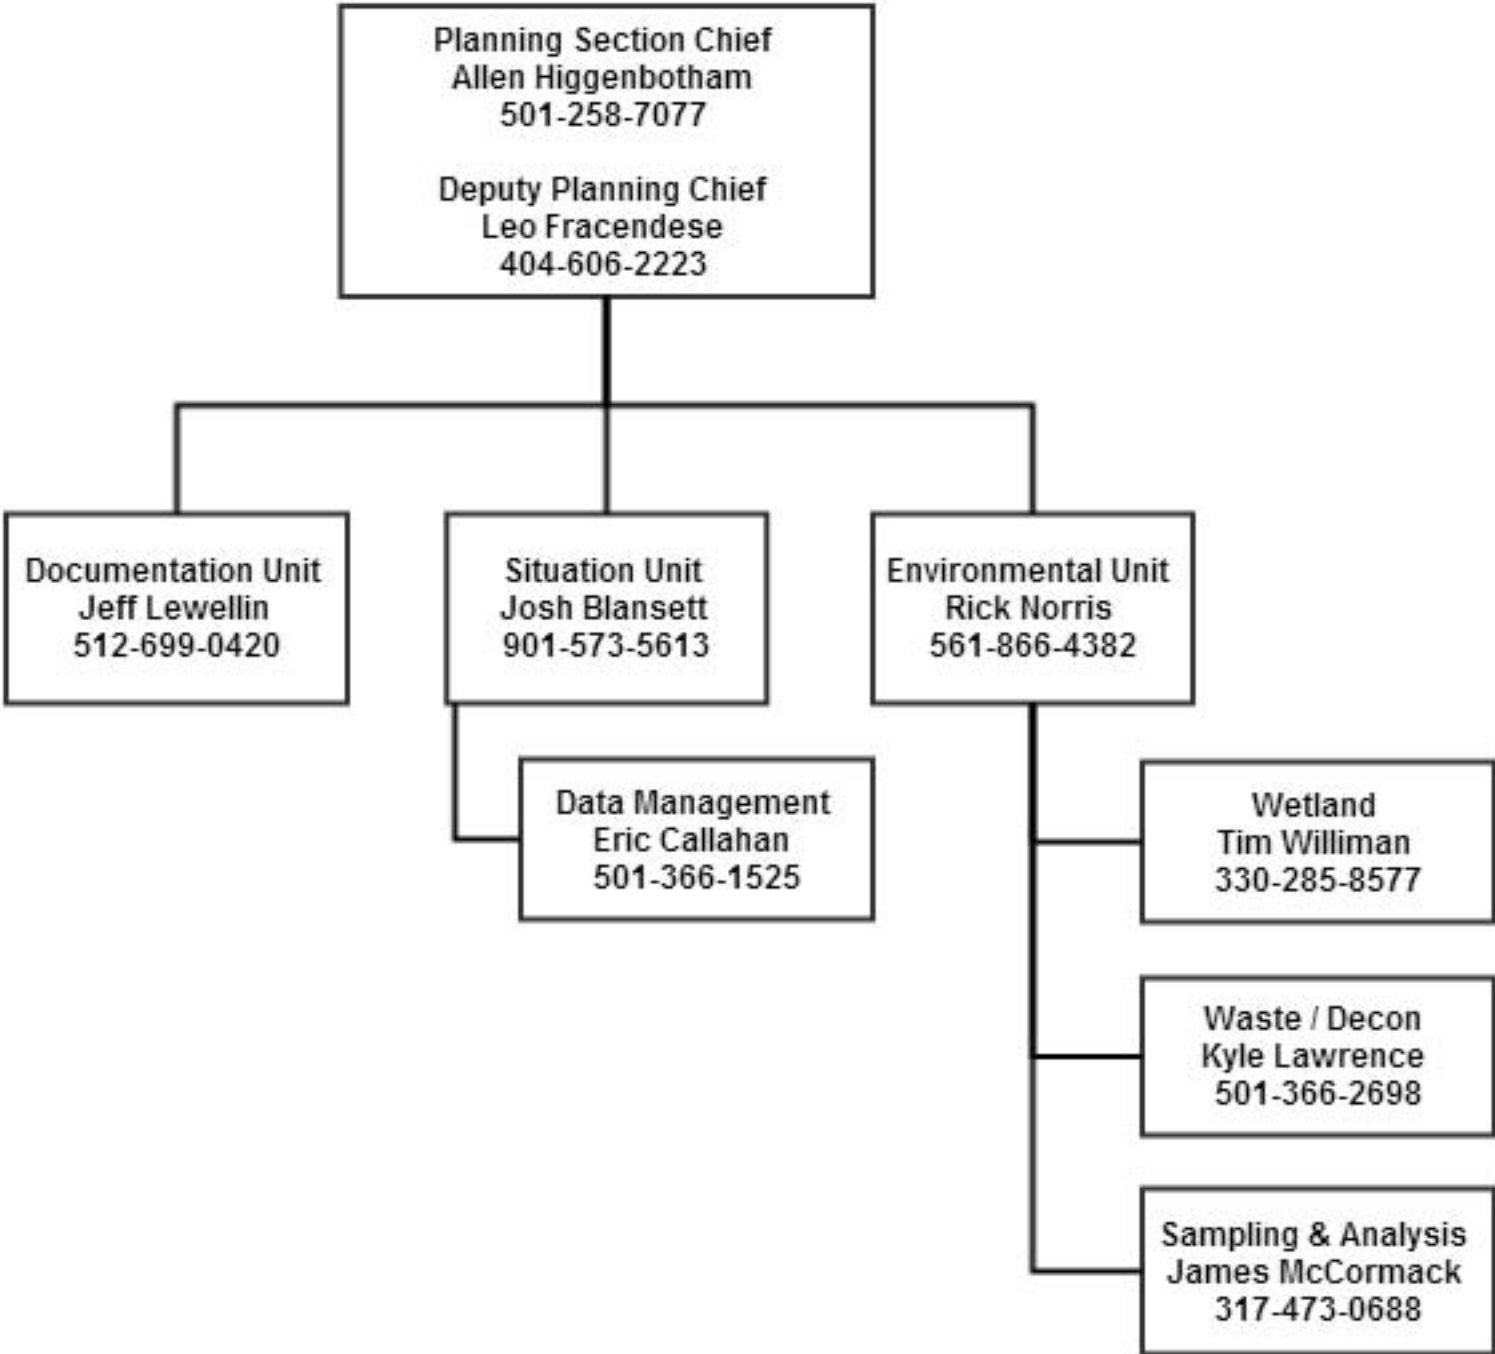 Planning Section Chief
Allen Higgenbotham
501-258-7077
Deputy Planning Chief
Leo Fracendese
404-606-2223
Documentation Unit
Jeff Lewellin
512-699-0420
Situation Unit
Josh Blansett
901-573-5613
Environmental Unit
Rick Norris
561-866-4382
Data Management
Eric Callahan
501-366-1525
Wetland
Tim Williman
330-285-8577
Waste / Decon
Kyle Lawrence
501-366-2698
Sampling & Analysis
James McCormack
317-473-0688